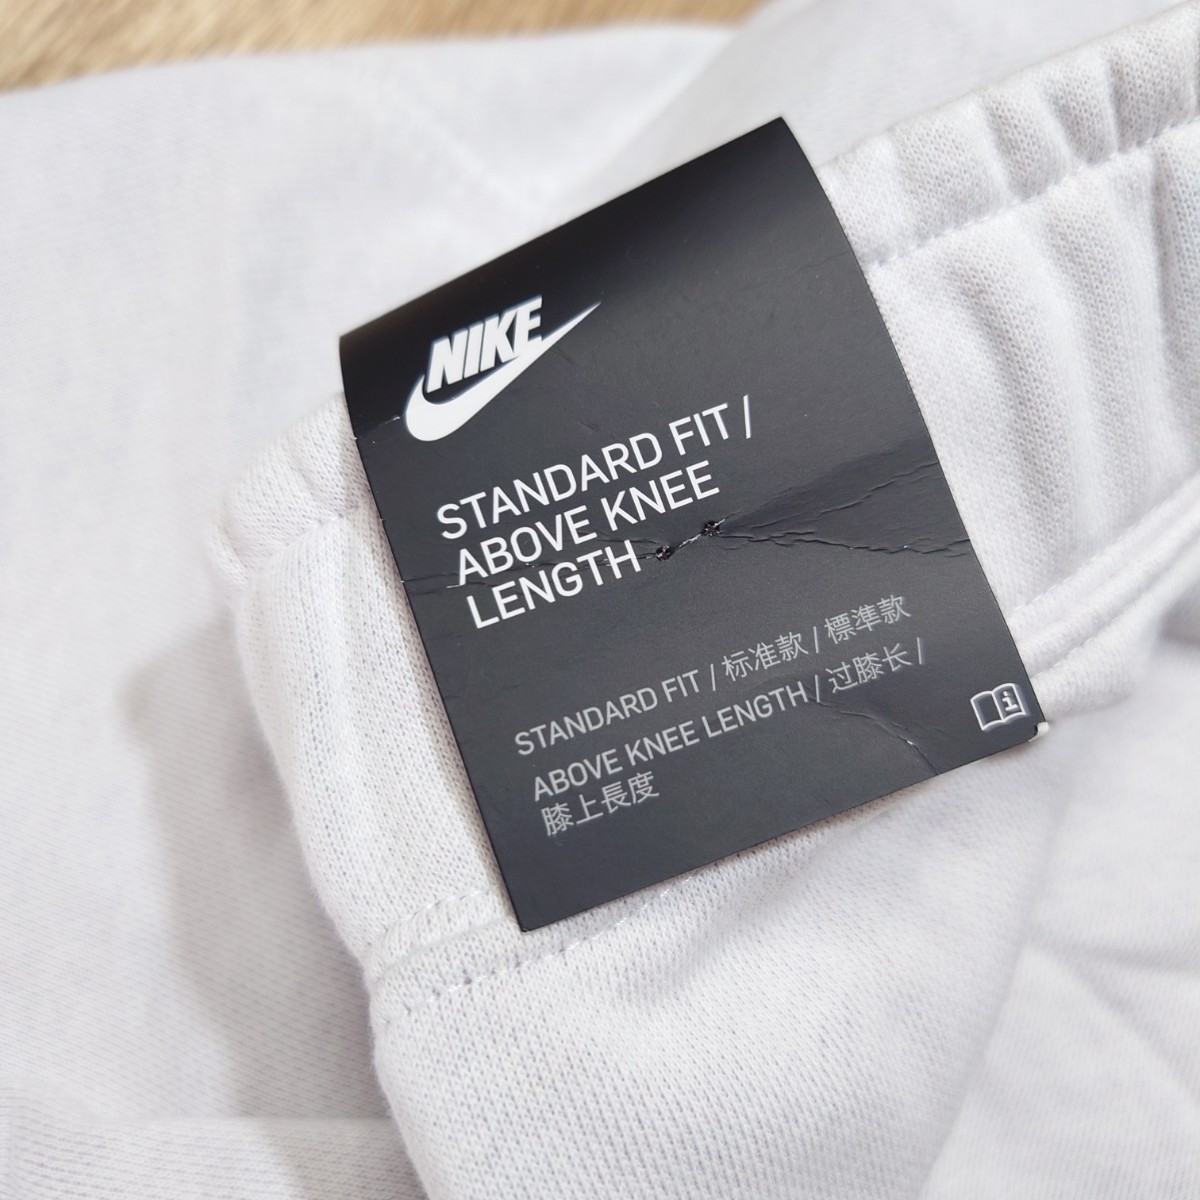 NIKE
STANDARD FIT /
ABOVE KNEE
LENGTH
STANDARD FIT / 标准款 / 標準款
ABOVE KNEE LENGTH / 过膝长 /
膝上長度
i